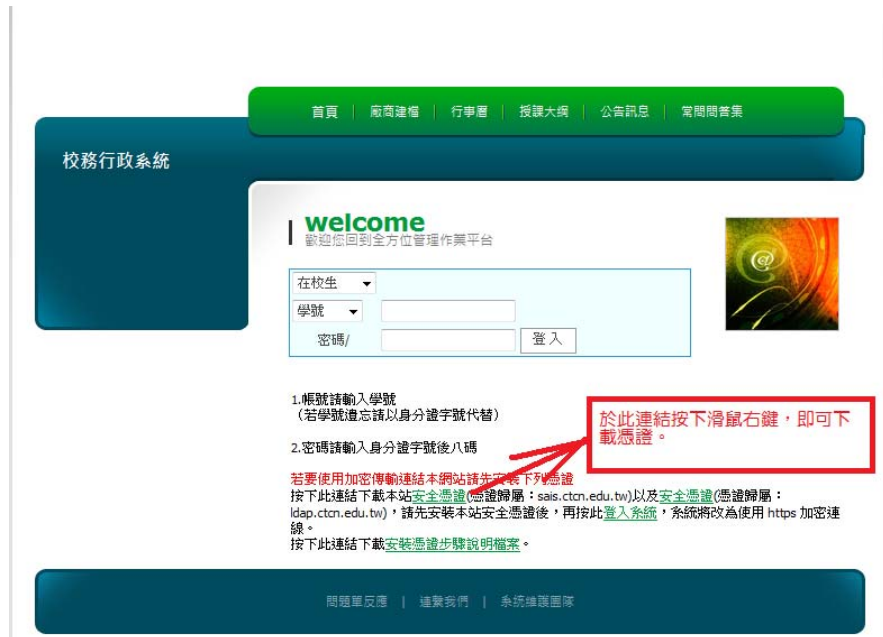 首頁 | 廠商建檔 | 行事曆 | 授課大綱 | 公告訊息 | 常問問答集
校務行政系統
welcome
歡迎您回到全方位管理作業平台
在校生
學號
密碼/
登入
1.帳號請輸入學號
（若學號遺忘請以身分證字號代替）
2.密碼請輸入身分證字號後八碼
於此連結按下滑鼠右鍵，即可下
載憑證。
若要使用加密傳輸連結本網站請先安裝下列憑證
按下此連結下載本站安全憑證(憑證歸屬：sais.ctcn.edu.tw)以及安全憑證(憑證歸屬：
ldap.ctcn.edu.tw)，請先安裝本站安全憑證後，再按此登入系統，系統將改為使用 https 加密連
線。
按下此連結下載安裝憑證步驟說明檔案。
問題單反應 | 連繫我們 | 系統維護團隊